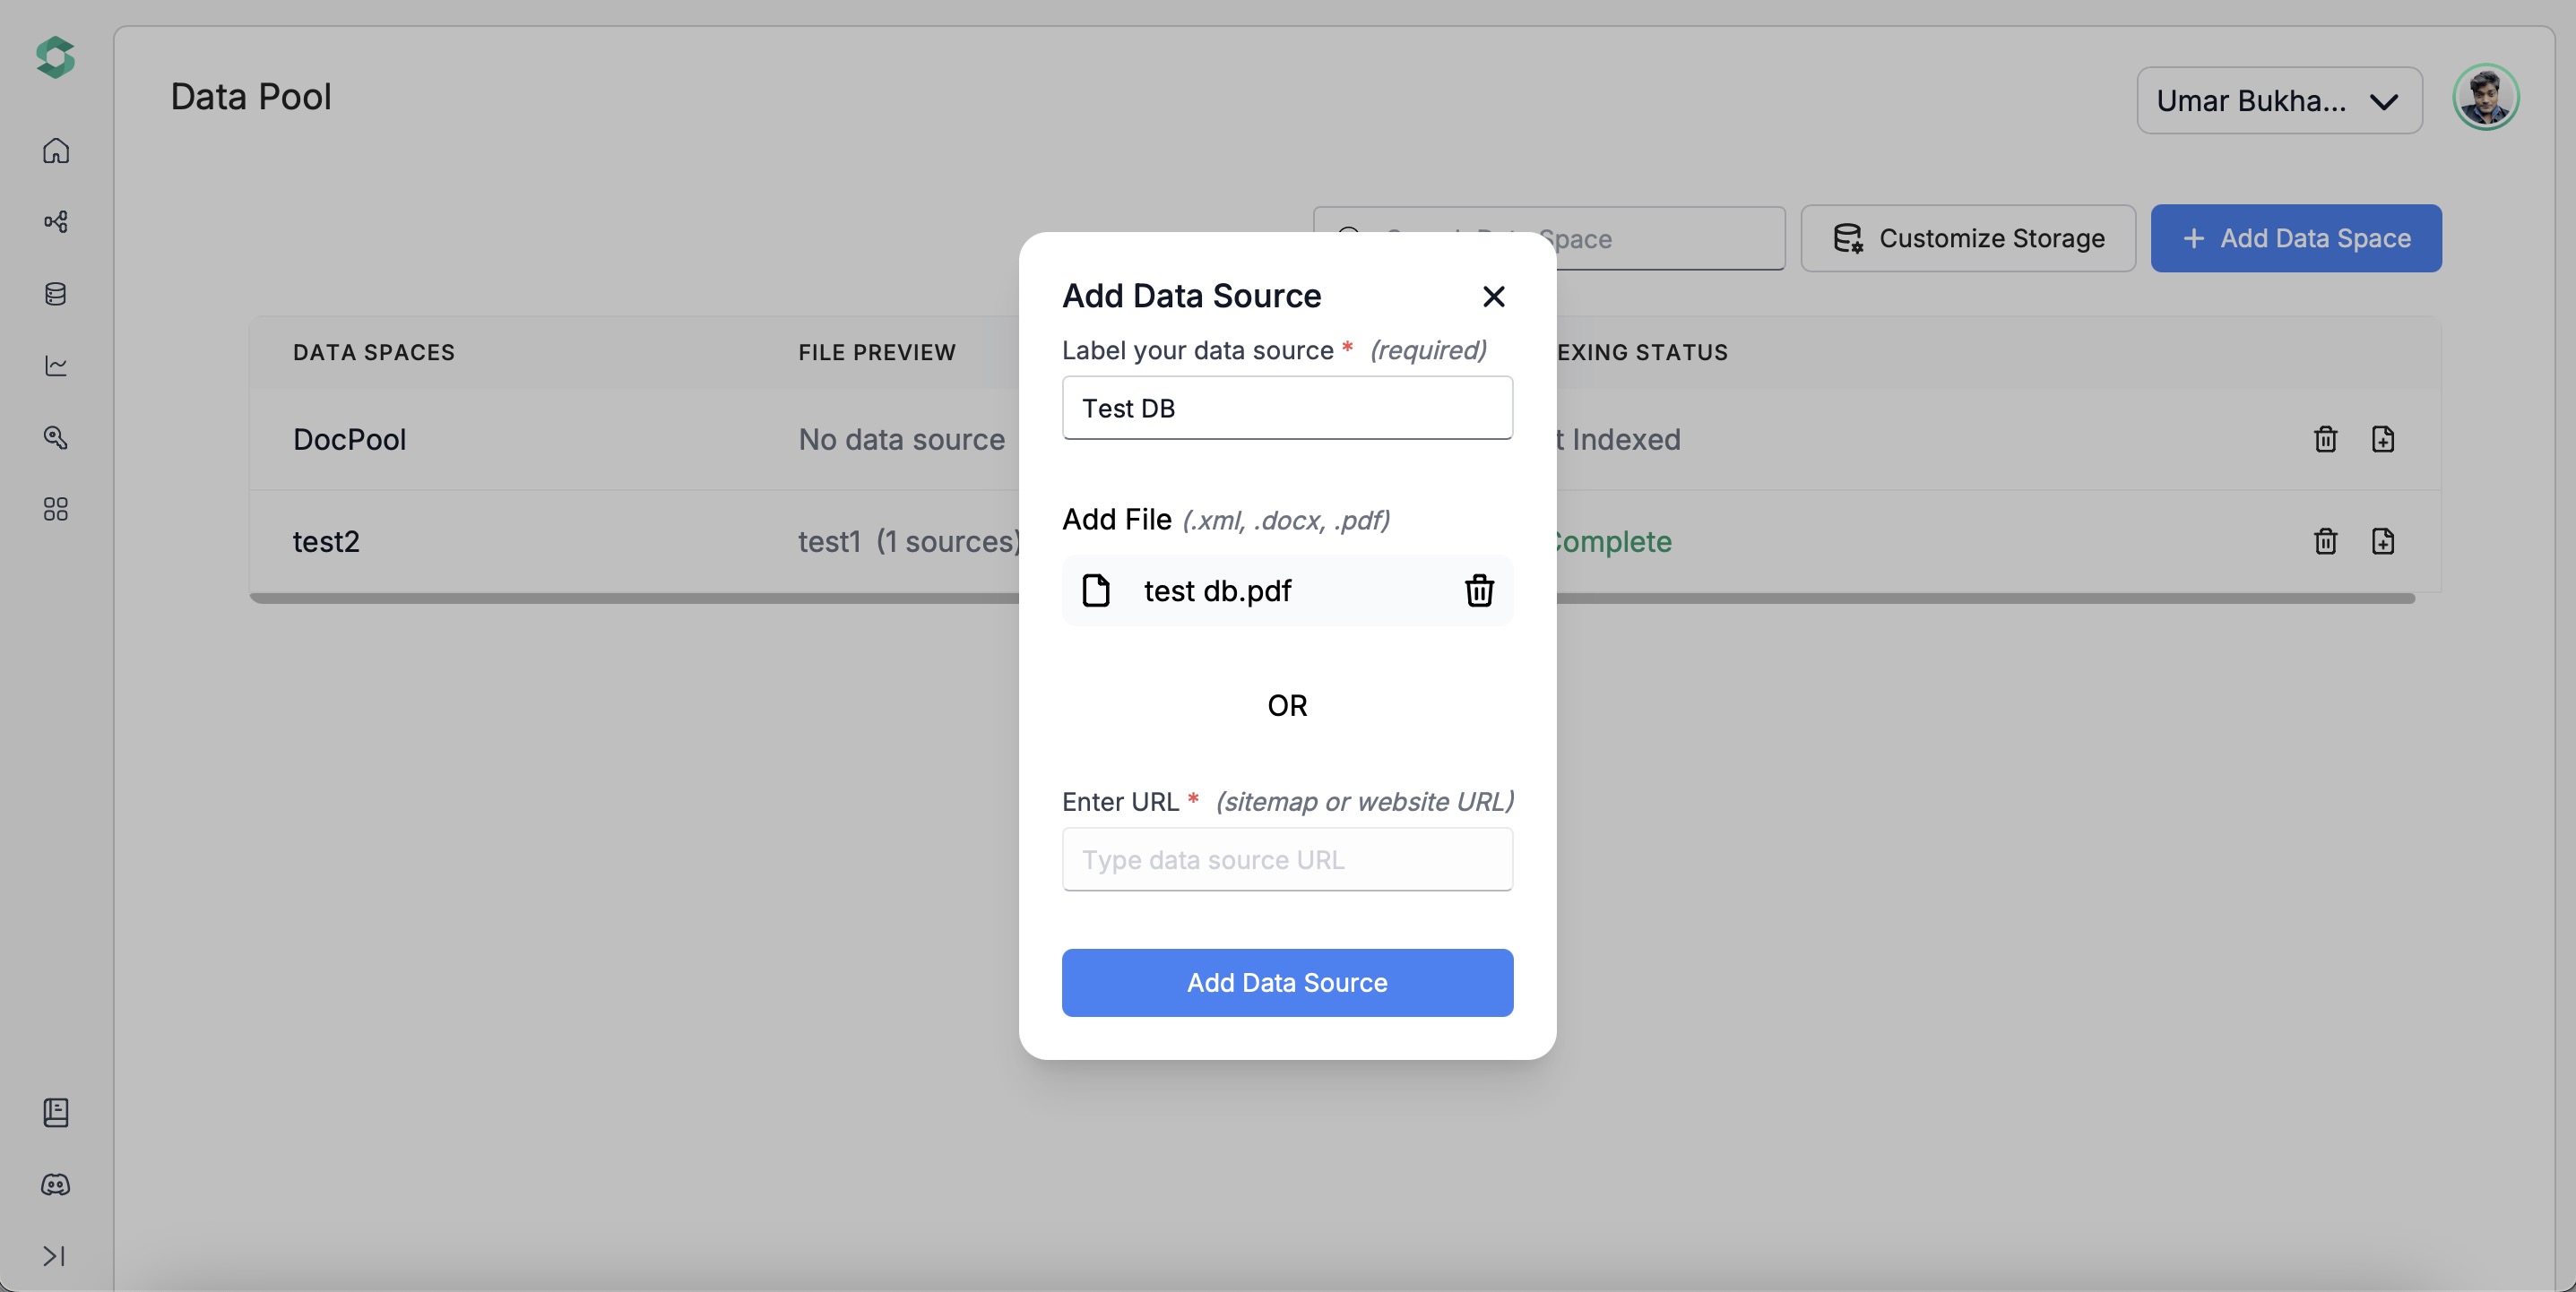 Data Pool
Umar Bukha...
Space
Customize Storage
+ Add Data Space
DATA SPACES
FILE PREVIEW
EXING STATUS
DocPool
No data source
t Indexed
test2
test1 (1 sources)
Complete
Add Data Source
Label your data source * (required)
Test DB
Add File (.xml, .docx, .pdf)
test db.pdf
OR
Enter URL * (sitemap or website URL)
Type data source URL
Add Data Source